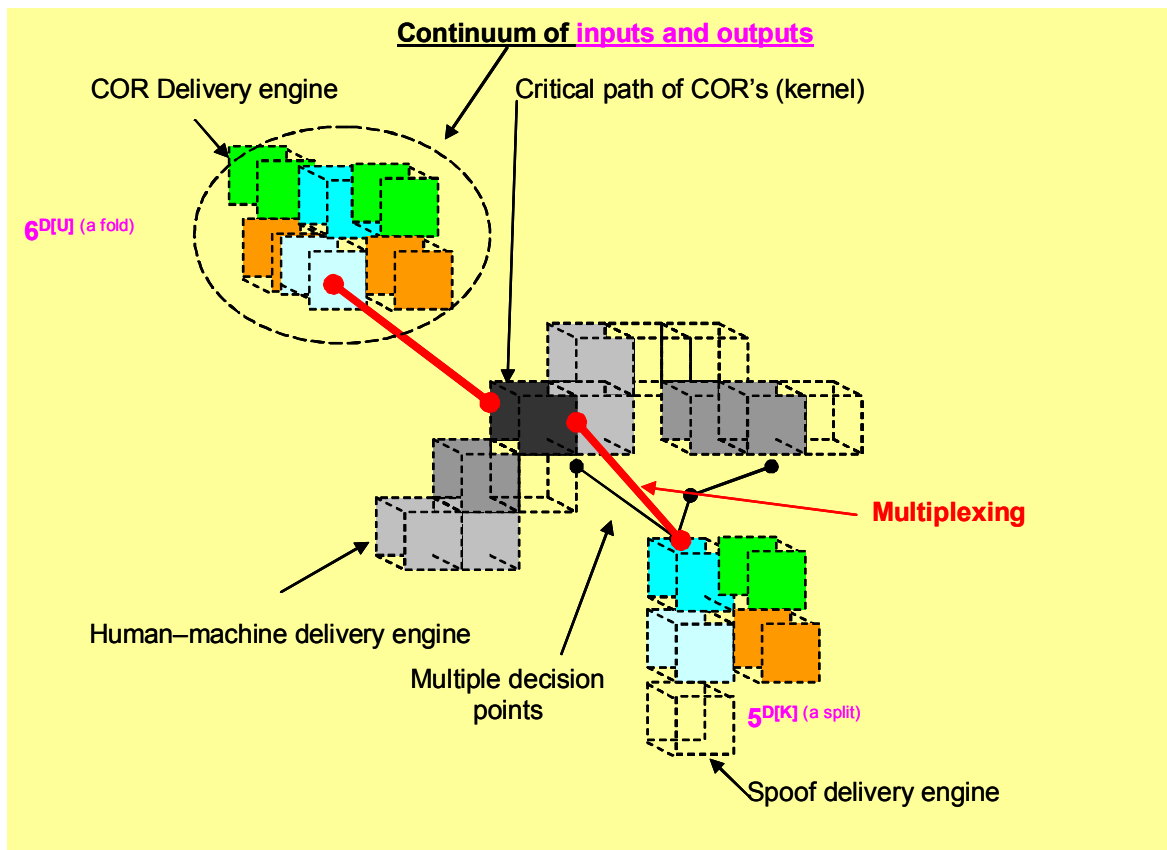 Continuum of inputs and outputs
COR Delivery engine
Critical path of COR’s (kernel)
6D[U] (a fold)
Multiplexing
Human–machine delivery engine
Multiple decision
points
5D[K] (a split)
Spoof delivery engine